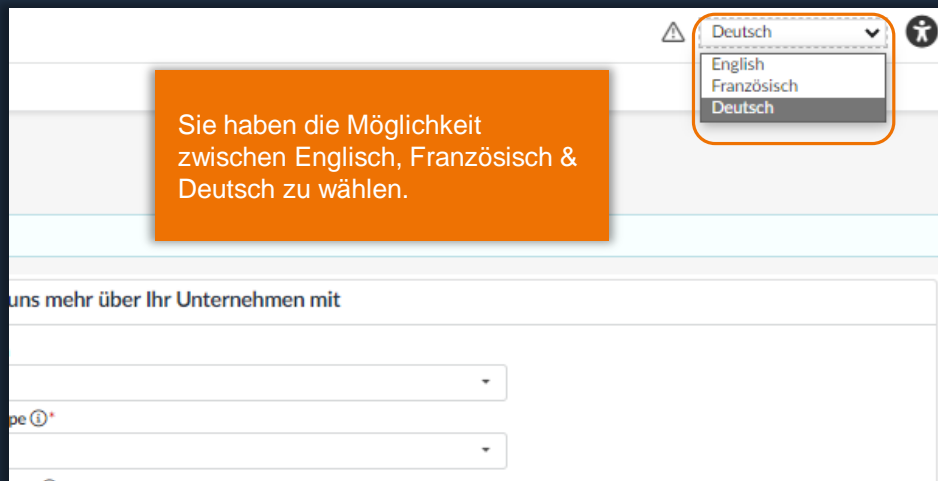 Deutsch
English
Französisch
Deutsch
Sie haben die Möglichkeit
zwischen Englisch, Französisch &
Deutsch zu wählen.
uns mehr über Ihr Unternehmen mit
pe ⓘ*